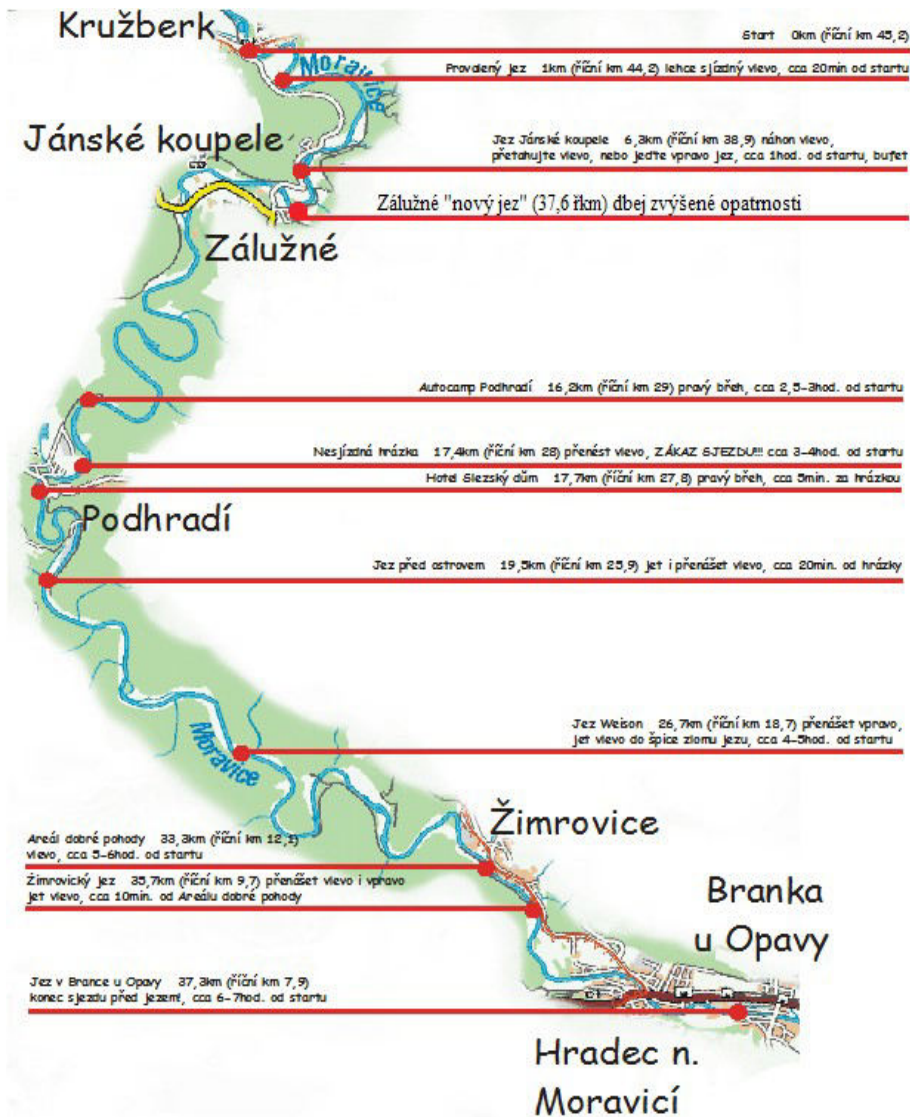 Kružberk
Start 0km (říční km 45,2)
Moravice
Provalený jez 1km (říční km 44,2) lehce sjízdný vlevo, cca 20min od startu
Jánské koupele
Jez Jánské koupele 6,3km (říční km 38,9) náhon vlevo,
přetahujte vlevo, nebo jeďte vpravo jez, cca 1hod. od startu, bufet
Zálužné "nový jez" (37,6 řkm) dbej zvýšené opatrnosti
Zálužné
Autocamp Podhradí 16,2km (říční km 29) pravý břeh, cca 2,5-3hod. od startu
Nesjízdná hrázka 17,4km (říční km 28) přenést vlevo, ZÁKAZ SJEZDU!!! cca 3-4hod. od startu
Hotel Slezský dům 17,7km (říční km 27,8) pravý břeh, cca 5min. za hrázkou
Podhradí
Jez před ostrovem 19,5km (říční km 25,9) jet i přenášet vlevo, cca 20min. od hrázky
Jez Weison 26,7km (říční km 18,7) přenášet vpravo,
jet vlevo do špice zlomu jezu, cca 4-5hod. od startu
Moravice
Žimrovice
Areál dobré pohody 33,3km (říční km 12,1)
vlevo, cca 5-6hod. od startu
Žimrovický jez 35,7km (říční km 9,7) přenášet vlevo i vpravo
jet vlevo, cca 10min. od Areálu dobré pohody
Branka
u Opavy
Jez v Brance u Opavy 37,3km (říční km 7,9)
konec sjezdu před jezem!, cca 6-7hod. od startu
Hradec n.
Moravicí